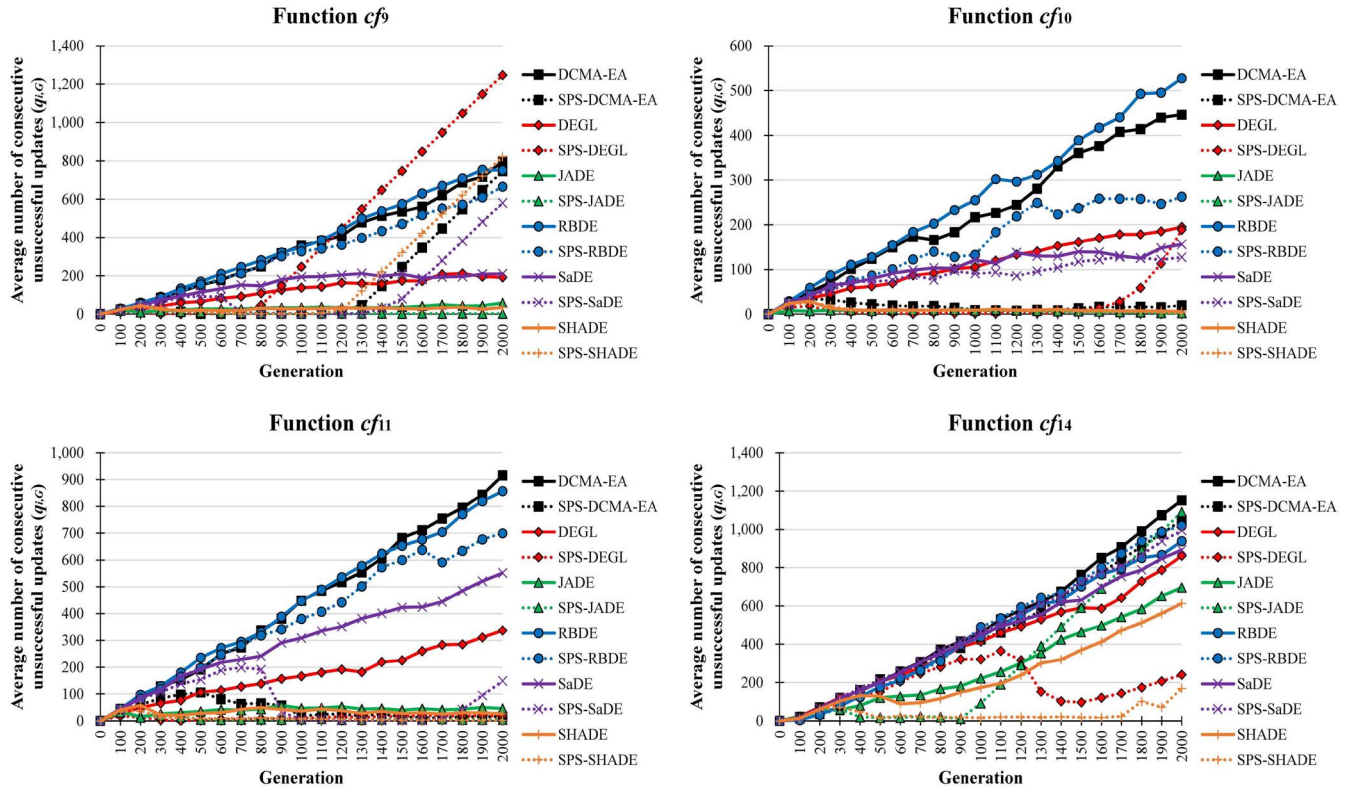 Function cf9
Average number of consecutive
unsuccessful updates (qi,G)
1,400
1,200
1,000
800
600
400
200
0
0 100 200 300 400 500 600 700 800 900 1000 1100 1200 1300 1400 1500 1600 1700 1800 1900 2000
Generation
DCMA-EA
SPS-DCMA-EA
DEGL
SPS-DEGL
JADE
SPS-JADE
RBDE
SPS-RBDE
SaDE
SPS-SaDE
SHADE
SPS-SHADE
Function cf10
Average number of consecutive
unsuccessful updates (qi,G)
600
500
400
300
200
100
0
0 100 200 300 400 500 600 700 800 900 1000 1100 1200 1300 1400 1500 1600 1700 1800 1900 2000
Generation
DCMA-EA
SPS-DCMA-EA
DEGL
SPS-DEGL
JADE
SPS-JADE
RBDE
SPS-RBDE
SaDE
SPS-SaDE
SHADE
SPS-SHADE
Function cf11
Average number of consecutive
unsuccessful updates (qi,G)
1,000
900
800
700
600
500
400
300
200
100
0
0 100 200 300 400 500 600 700 800 900 1000 1100 1200 1300 1400 1500 1600 1700 1800 1900 2000
Generation
DCMA-EA
SPS-DCMA-EA
DEGL
SPS-DEGL
JADE
SPS-JADE
RBDE
SPS-RBDE
SaDE
SPS-SaDE
SHADE
SPS-SHADE
Function cf14
Average number of consecutive
unsuccessful updates (qi,G)
1,400
1,200
1,000
800
600
400
200
0
0 100 200 300 400 500 600 700 800 900 1000 1100 1200 1300 1400 1500 1600 1700 1800 1900 2000
Generation
DCMA-EA
SPS-DCMA-EA
DEGL
SPS-DEGL
JADE
SPS-JADE
RBDE
SPS-RBDE
SaDE
SPS-SaDE
SHADE
SPS-SHADE